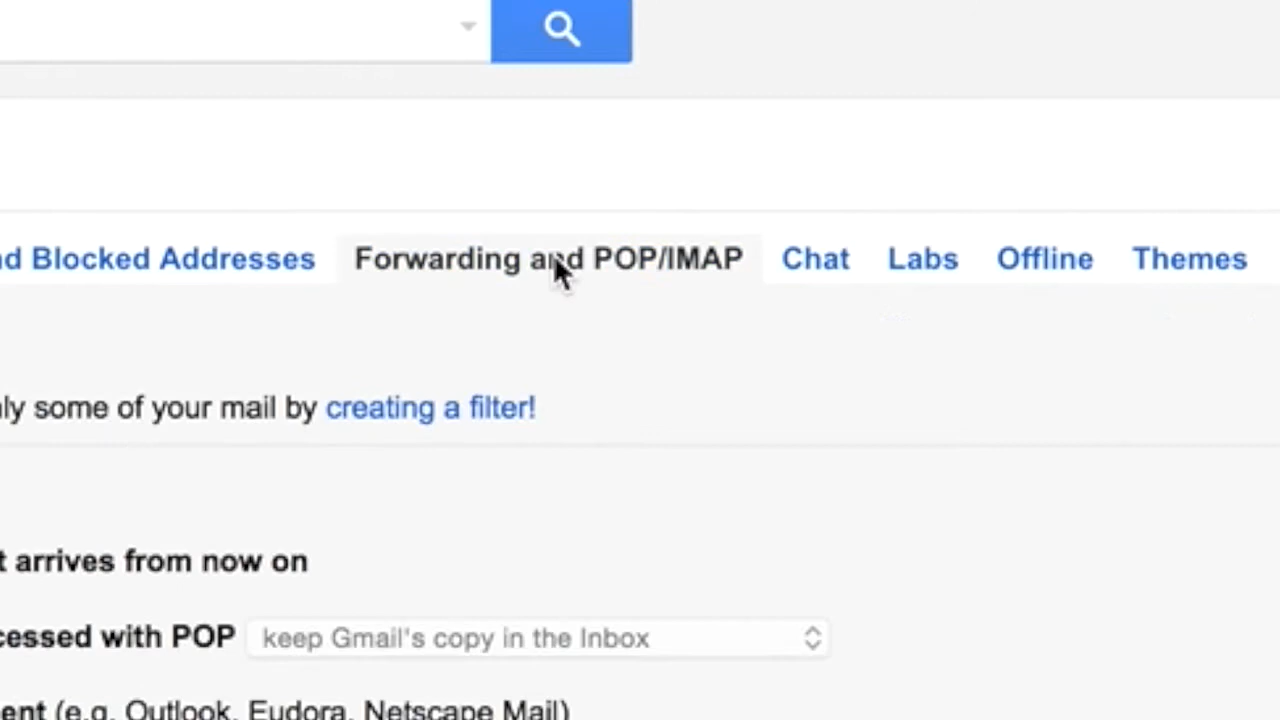 nd Blocked Addresses Forwarding and POP/IMAP Chat Labs Offline Themes
ly some of your mail by creating a filter!
t arrives from now on
cessed with POP keep Gmail's copy in the Inbox
ent (e.g. Outlook, Eudora, Netscape Mail)